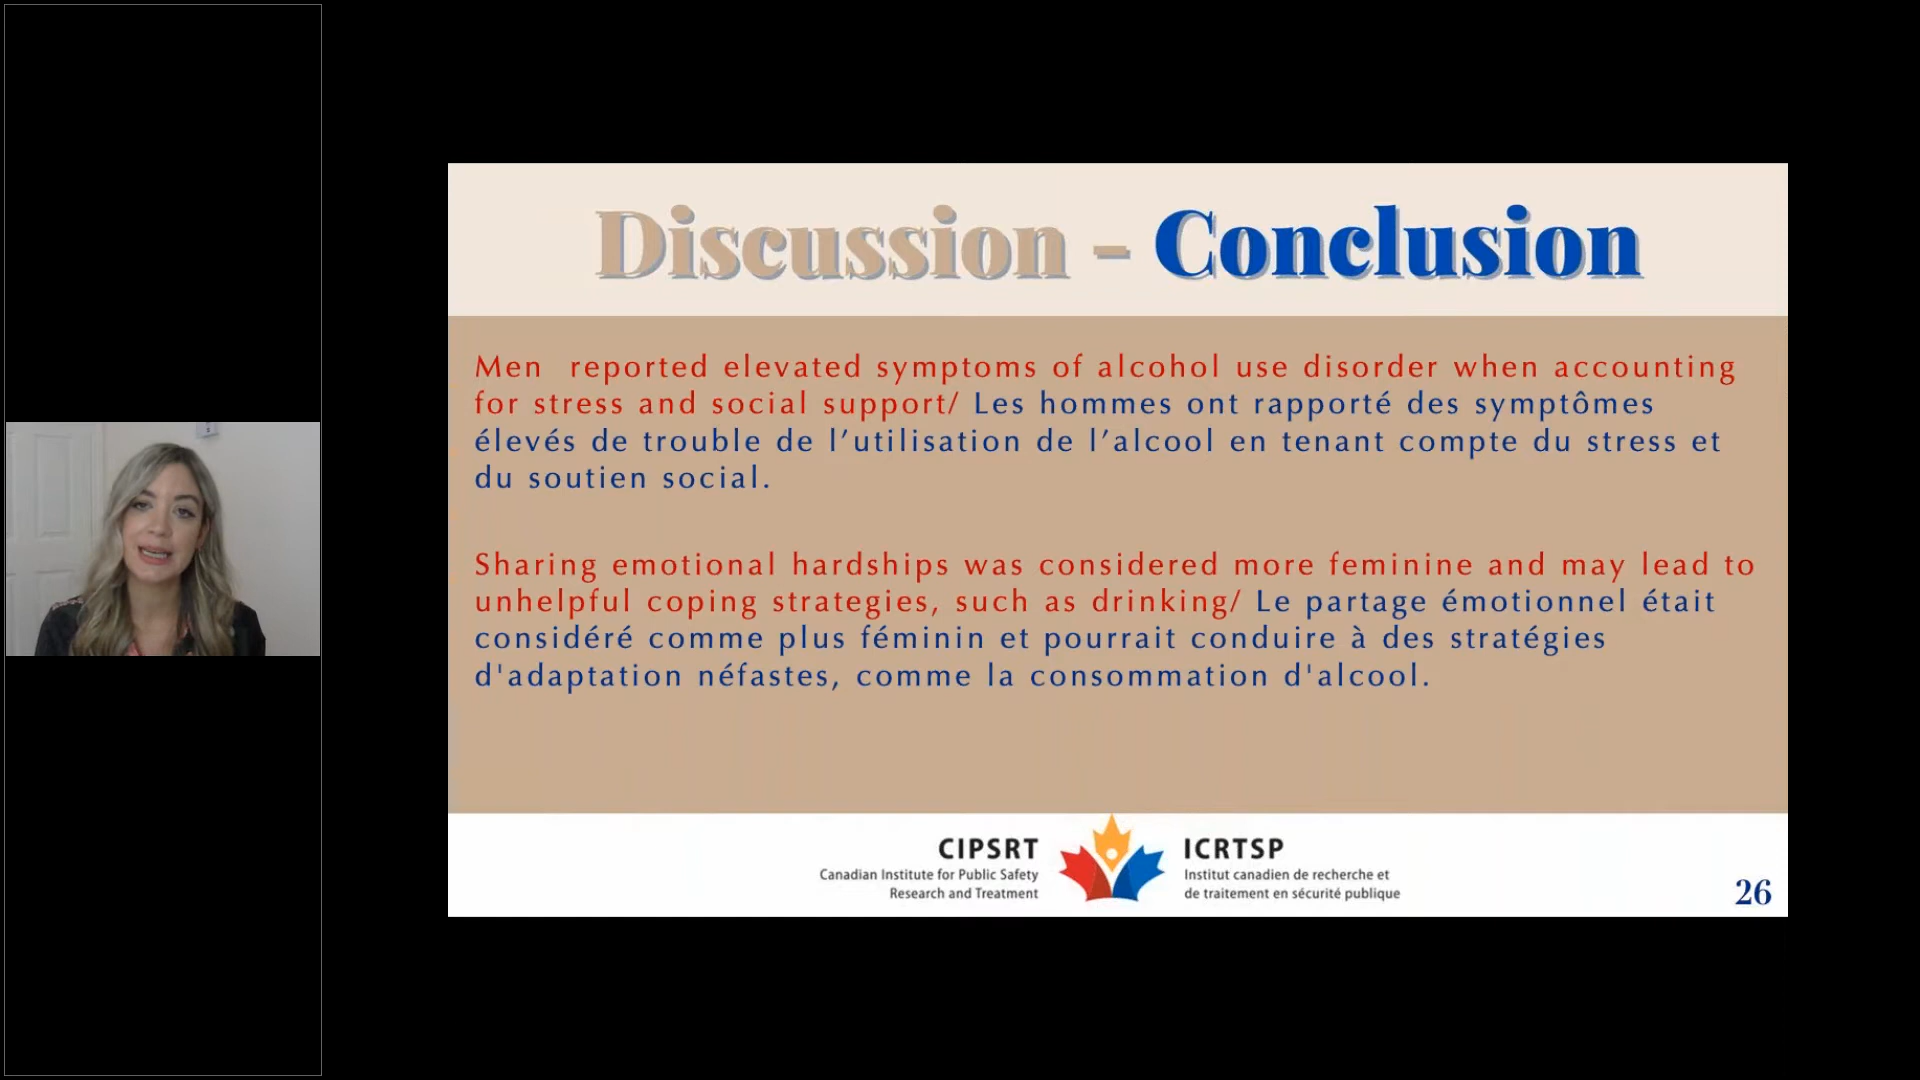 Discussion - Conclusion
Men reported elevated symptoms of alcohol use disorder when accounting
for stress and social support/ Les hommes ont rapporté des symptômes
élevés de trouble de l’utilisation de l’alcool en tenant compte du stress et
du soutien social.
Sharing emotional hardships was considered more feminine and may lead to
unhelpful coping strategies, such as drinking/ Le partage émotionnel était
considéré comme plus féminin et pourrait conduire à des stratégies
d'adaptation néfastes, comme la consommation d'alcool.
CIPSRT
Canadian Institute for Public Safety
Research and Treatment
ICRTSP
Institut canadien de recherche et
de traitement en sécurité publique
26